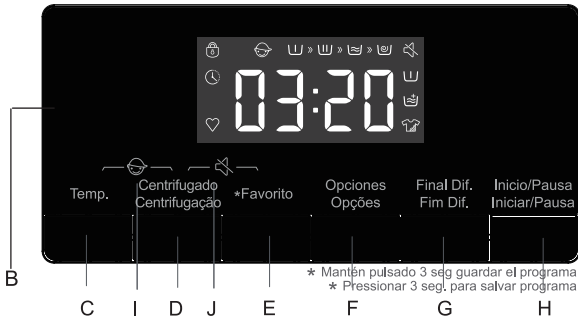 03:20
Temp.
Centrifugado
Centrifugação
*Favorito
Opciones
Opções
Final Dif.
Fim Dif.
Inicio/Pausa
Iniciar/Pausa
B
* Mantén pulsado 3 seg guardar el programa
* Pressionar 3 seg. para salvar programa
C I D J E F G H